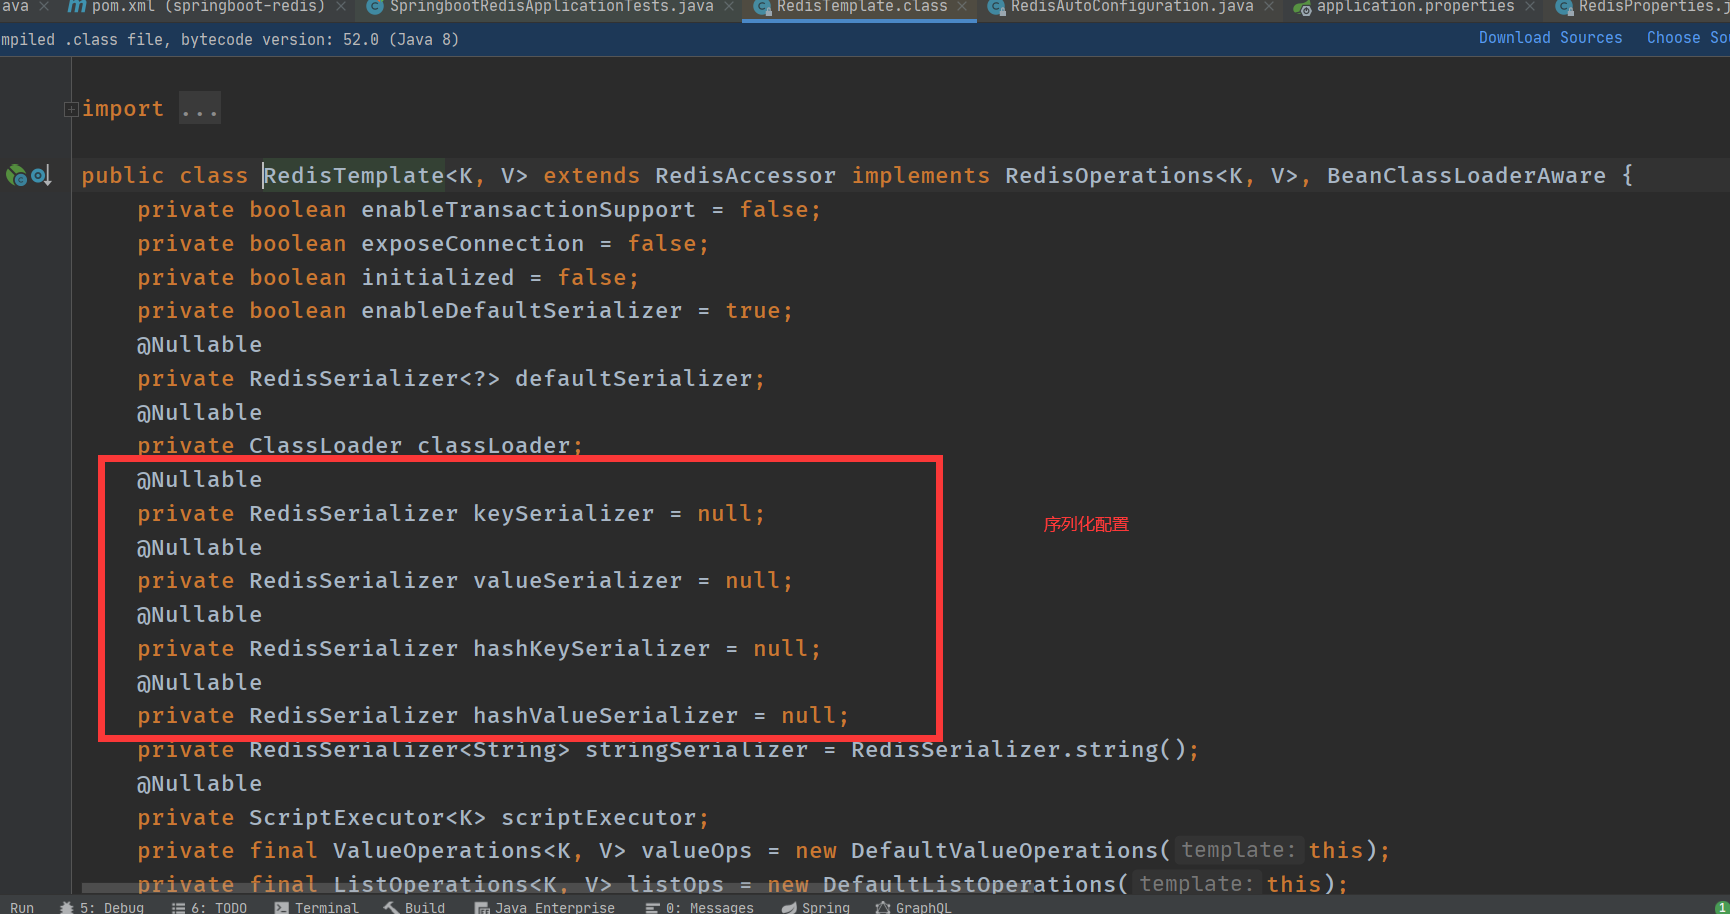 ava pom.xml (springboot-redis) SpringbootRedisApplicationTests.java RedisTemplate.class RedisAutoConfiguration.java application.properties RedisProperties.j
mpiled .class file, bytecode version: 52.0 (Java 8) Download Sources Choose Sou
import ...
public class RedisTemplate<K, V> extends RedisAccessor implements RedisOperations<K, V>, BeanClassLoaderAware {
private boolean enableTransactionSupport = false;
private boolean exposeConnection = false;
private boolean initialized = false;
private boolean enableDefaultSerializer = true;
@Nullable
private RedisSerializer<?> defaultSerializer;
@Nullable
private ClassLoader classLoader;
@Nullable
private RedisSerializer keySerializer = null;
序列化配置
@Nullable
private RedisSerializer valueSerializer = null;
@Nullable
private RedisSerializer hashKeySerializer = null;
@Nullable
private RedisSerializer hashValueSerializer = null;
private RedisSerializer<String> stringSerializer = RedisSerializer.string();
@Nullable
private ScriptExecutor<K> scriptExecutor;
private final ValueOperations<K, V> valueOps = new DefaultValueOperations( template: this);
private final ListOperations<K, V> listOps = new DefaultListOperations( template: this);
Run 5: Debug 6: TODO Terminal Build Java Enterprise 0: Messages Spring GraphQL 1